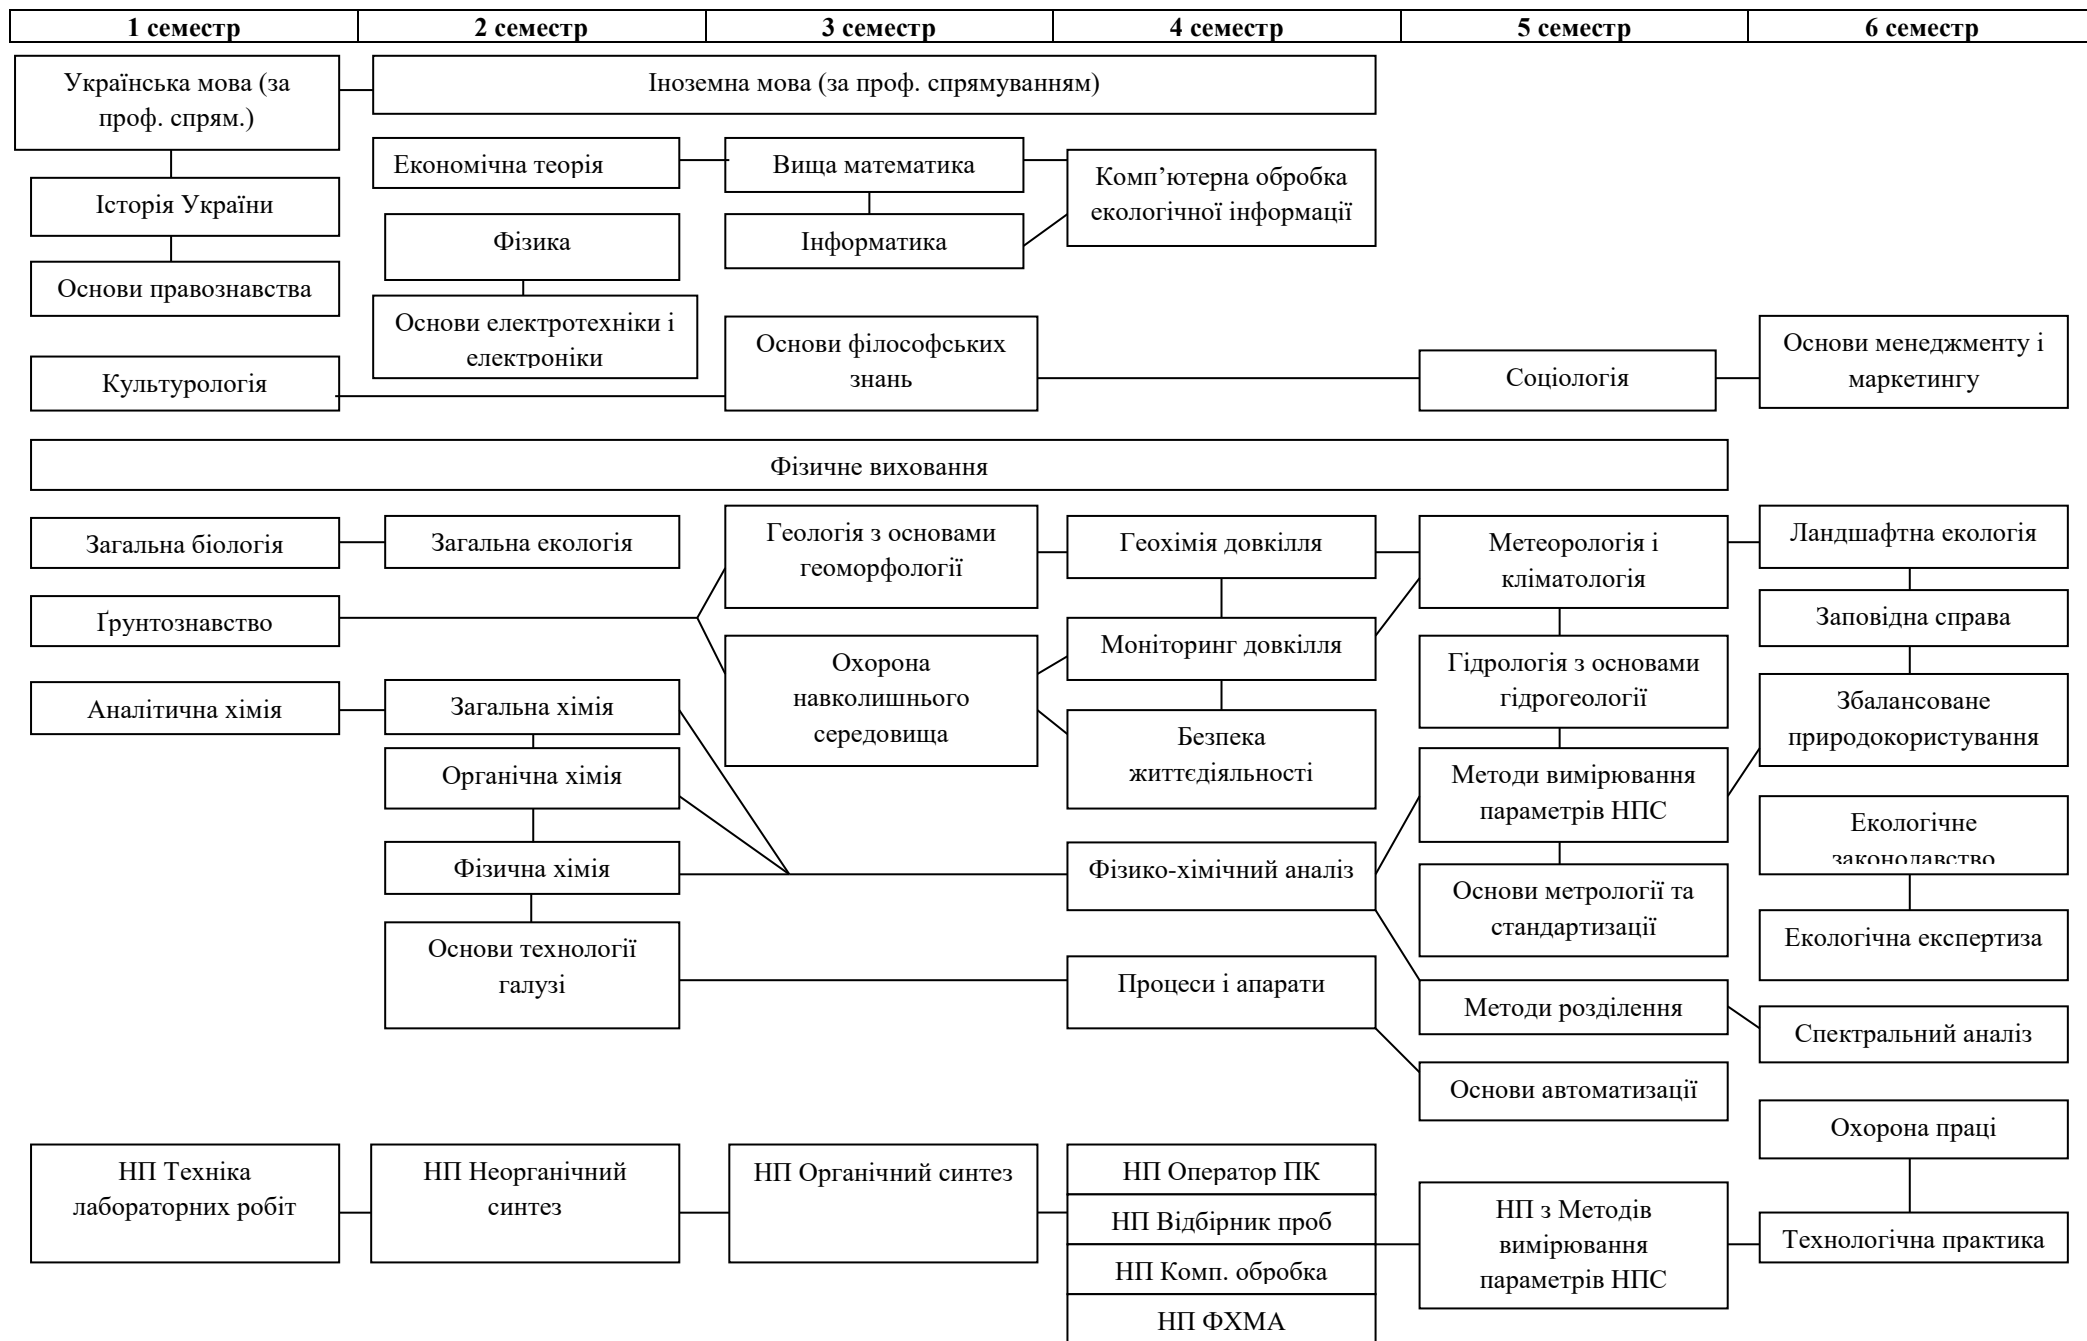 1 семестр
2 семестр
3 семестр
4 семестр
5 семестр
6 семестр
Українська мова (за
проф. спрям.)
Іноземна мова (за проф. спрямуванням)
Економічна теорія
Вища математика
Комп’ютерна обробка
екологічної інформації
Історія України
Фізика
Інформатика
Основи правознавства
Основи електротехніки і
електроніки
Основи філософських
знань
Соціологія
Основи менеджменту і
маркетингу
Культурологія
Фізичне виховання
Загальна біологія
Загальна екологія
Геологія з основами
геоморфології
Геохімія довкілля
Метеорологія і
кліматологія
Ландшафтна екологія
Ґрунтознавство
Охорона
навколишнього
середовища
Моніторинг довкілля
Гідрологія з основами
гідрогеології
Заповідна справа
Аналітична хімія
Загальна хімія
Безпека
життєдіяльності
Збалансоване
природокористування
Органічна хімія
Методи вимірювання
параметрів НПС
Екологічне
законодавство
Фізична хімія
Фізико-хімічний аналіз
Основи метрології та
стандартизації
Екологічна експертиза
Основи технології
галузі
Процеси і апарати
Методи розділення
Спектральний аналіз
Основи автоматизації
Охорона праці
НП Техніка
лабораторних робіт
НП Неорганічний
синтез
НП Органічний синтез
НП Оператор ПК
НП Відбірник проб
НП Комп. обробка
НП ФХМА
НП з Методів
вимірювання
параметрів НПС
Технологічна практика